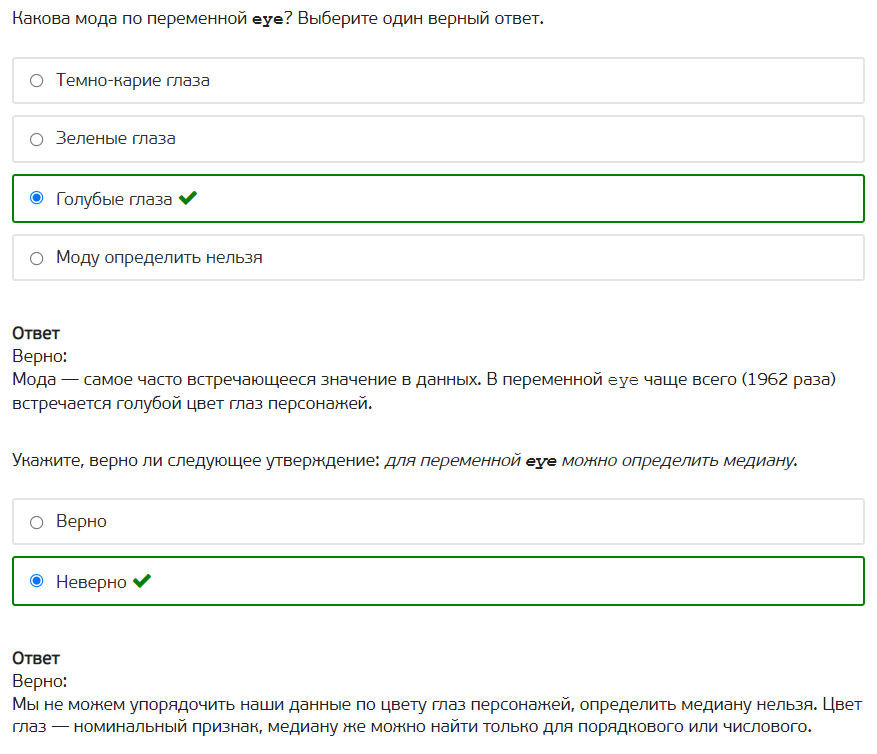 Какова мода по переменной eye? Выберите один верный ответ.
Темно-карие глаза
Зеленые глаза
Голубые глаза
Моду определить нельзя
Ответ
Верно:
Мода — самое часто встречающееся значение в данных. В переменной eye чаще всего (1962 раза)
встречается голубой цвет глаз персонажей.
Укажите, верно ли следующее утверждение: для переменной eye можно определить медиану.
Верно
Неверно
Ответ
Верно:
Мы не можем упорядочить наши данные по цвету глаз персонажей, определить медиану нельзя. Цвет
глаз — номинальный признак, медиану же можно найти только для порядкового или числового.